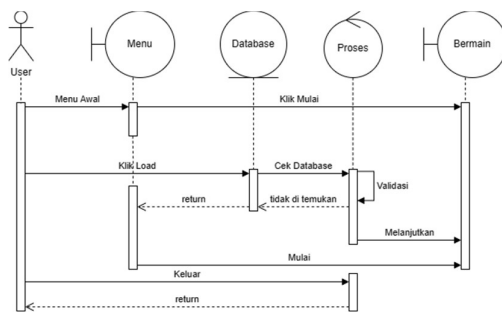 Menu
Database
Proses
Bermain
User
Menu Awal
Klik Mulai
Klik Load
Cek Database
Validasi
return
tidak di temukan
Melanjutkan
Mulai
Keluar
return